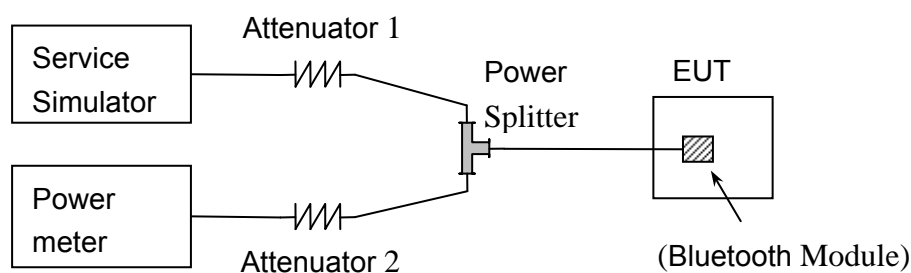 Attenuator 1
Service
Simulator
Power
Splitter
EUT
Power
meter
Attenuator 2
(Bluetooth Module)